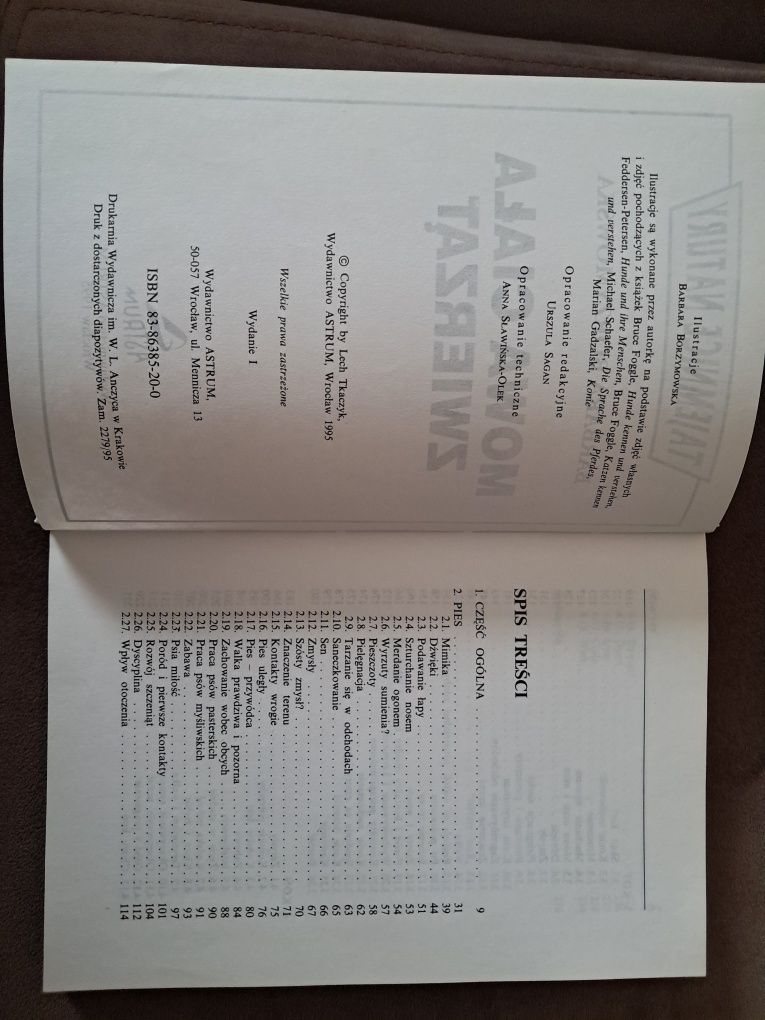 Ilustracje
BARBARA BORZYMOWSKA
Ilustracje są wykonane przez autorkę na podstawie zdjęć własnych
i zdjęć pochodzących z książek Bruce Foggle, Hunde kennen und verstehen,
Feddersen-Petersen, Hunde und ihre Menschen, Bruce Foggle, Katzen kennen
und verstehen, Michael Schaefer, Die Sprache des Pferdes,
Marian Gadzalski, Konie
Opracowanie redakcyjne
URSZULA SAGAN
Opracowanie techniczne
ANNA SŁAWIŃSKA-OLEK
© Copyright by Lech Tkaczyk,
Wydawnictwo ASTRUM, Wrocław 1995
Wszelkie prawa zastrzeżone
Wydanie I
Wydawnictwo ASTRUM,
50-057 Wrocław, ul. Mennicza 13
ISBN 83-86385-20-0
Drukarnia Wydawnicza im. W. L. Anczyca w Krakowie
Druk z dostarczonych diapozytywów. Zam. 2279/95
SPIS TREŚCI
1. CZĘŚĆ OGÓLNA . . . . . 9
2. PIES . . . . . 31
2.1. Mimika . . . . . 39
2.2. Dźwięki . . . . . 44
2.3. Podawanie łapy . . . . . 51
2.4. Szturchanie nosem . . . . . 53
2.5. Merdanie ogonem . . . . . 54
2.6. Wyrzuty sumienia? . . . . . 57
2.7. Pieszczoty . . . . . 58
2.8. Pielęgnacja . . . . . 62
2.9. Tarzanie się w odchodach . . . . . 63
2.10. Saneczkowanie . . . . . 65
2.11. Sen . . . . . 66
2.12. Zmysły . . . . . 67
2.13. Szósty zmysł? . . . . . 70
2.14. Znaczenie terenu . . . . . 71
2.15. Kontakty wrogie . . . . . 75
2.16. Pies uległy . . . . . 76
2.17. Pies – przywódca . . . . . 80
2.18. Walka prawdziwa i pozorna . . . . . 84
2.19. Zachowanie wobec obcych . . . . . 88
2.20. Praca psów pasterskich . . . . . 90
2.21. Praca psów myśliwskich . . . . . 91
2.22. Zabawa . . . . . 93
2.23. Psia miłość . . . . . 97
2.24. Poród i pierwsze kontakty . . . . . 101
2.25. Rozwój szczeniąt . . . . . 104
2.26. Dyscyplina . . . . . 112
2.27. Wpływ otoczenia . . . . . 114